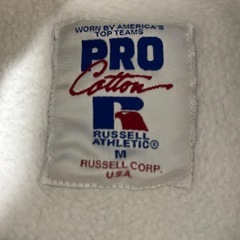 WORN BY AMERICA'S
TOP TEAMS
PRO
Cotton
R
RUSSELL
ATHLETIC®
M
RUSSELL CORP.
U.S.A.